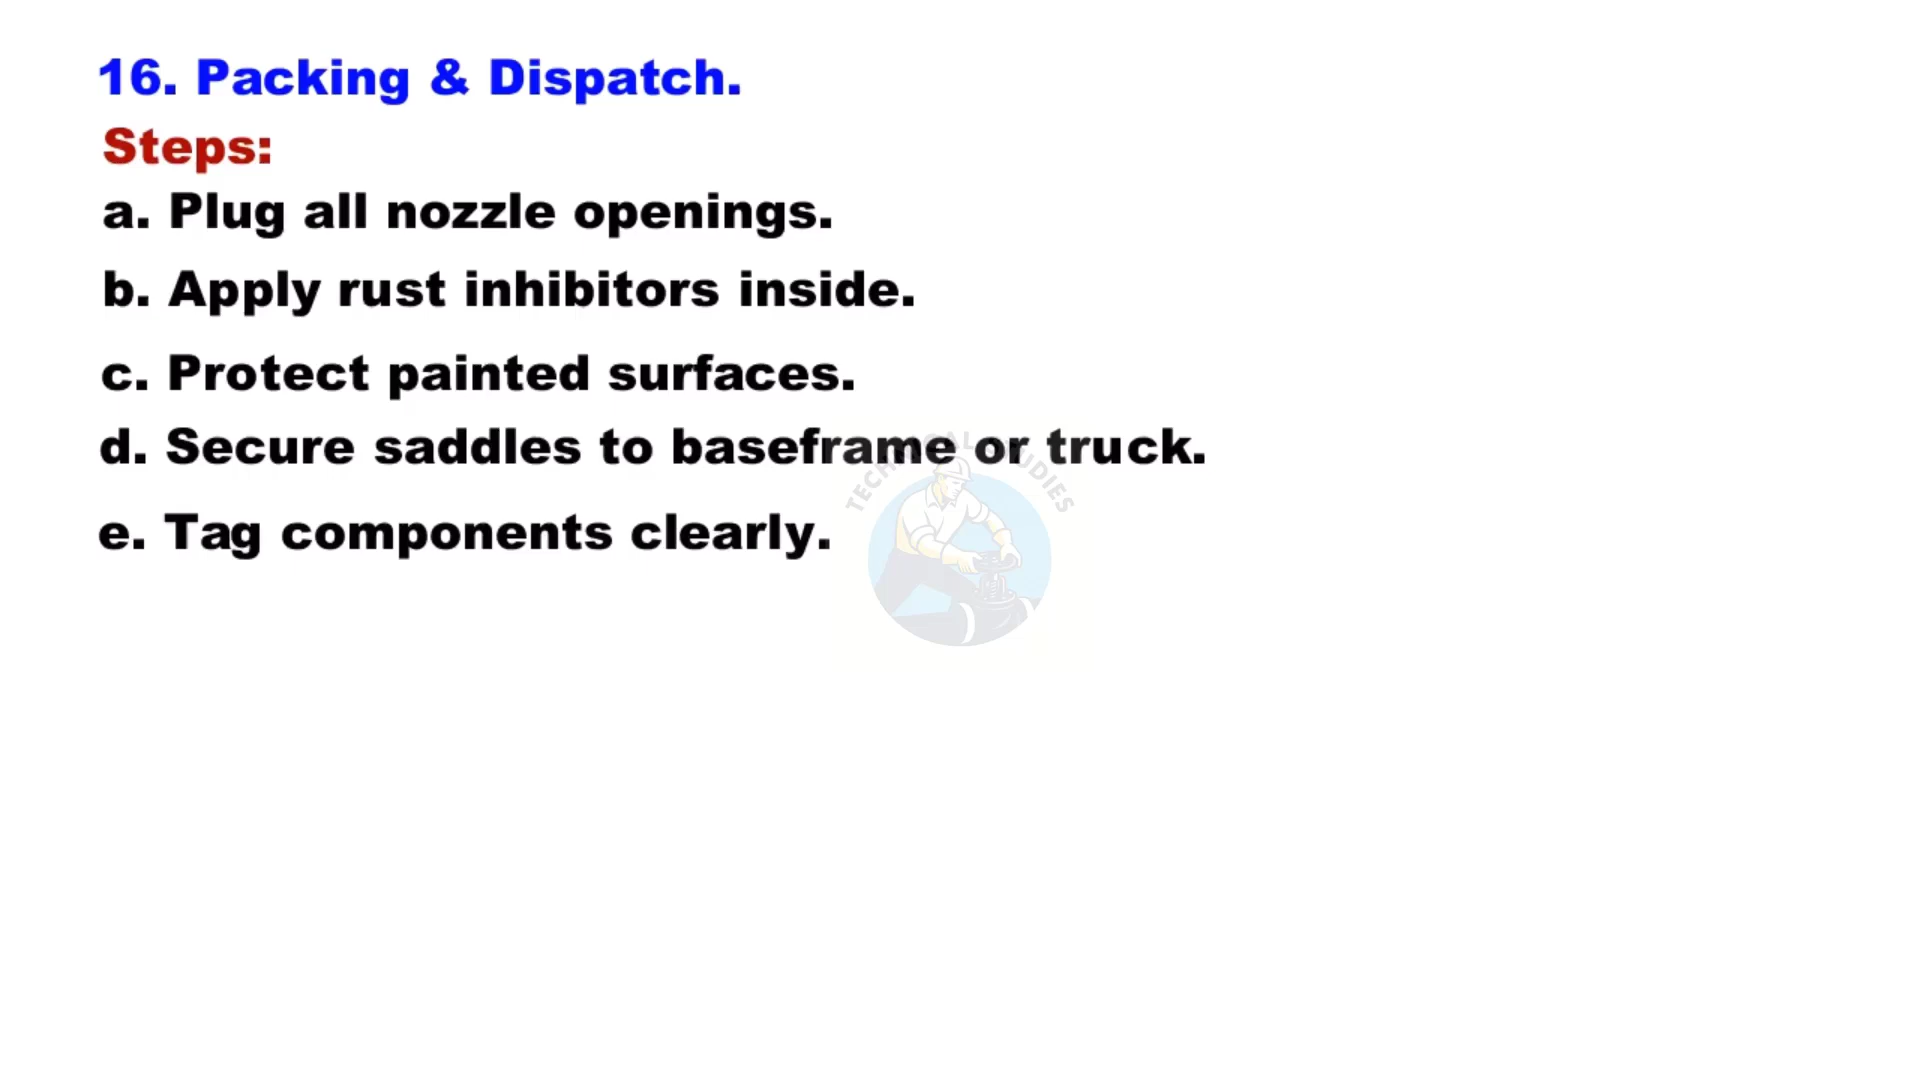 16. Packing & Dispatch.
Steps:
a. Plug all nozzle openings.
b. Apply rust inhibitors inside.
c. Protect painted surfaces.
d. Secure saddles to baseframe or truck.
e. Tag components clearly.